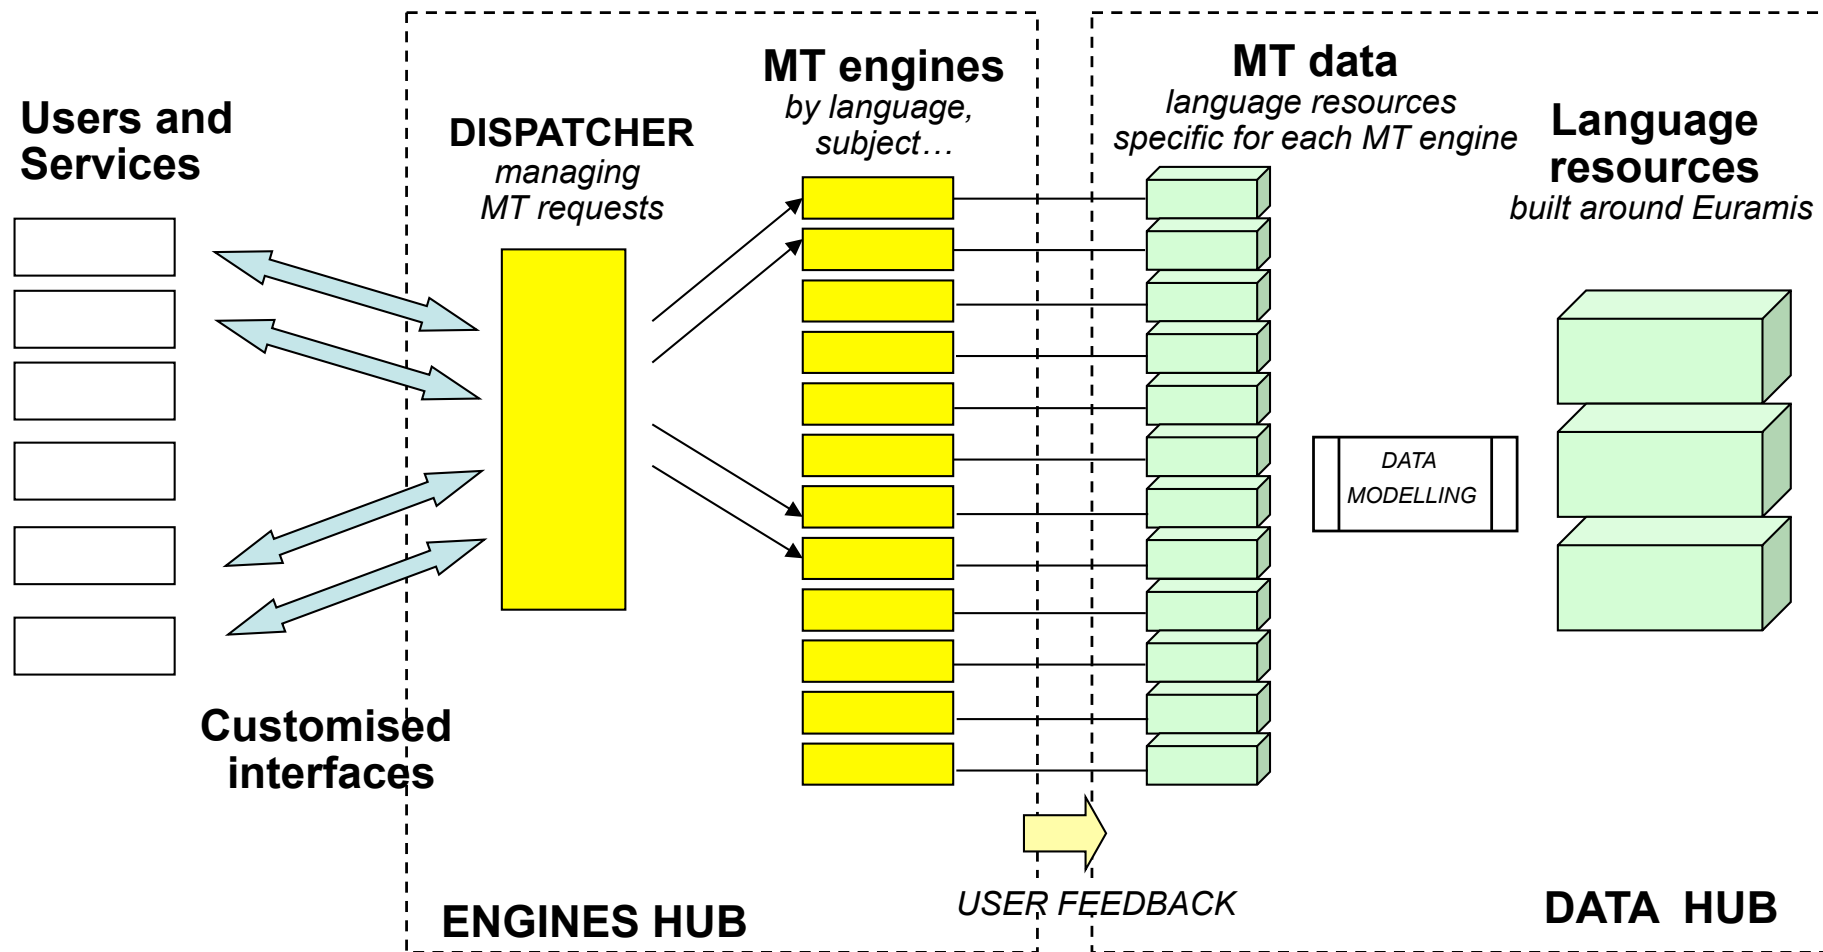 Users and
Services
DISPATCHER
managing
MT requests
MT engines
by language,
subject…
MT data
language resources
specific for each MT engine
Language
resources
built around Euramis
DATA
MODELLING
Customised
interfaces
USER FEEDBACK
ENGINES HUB
DATA HUB